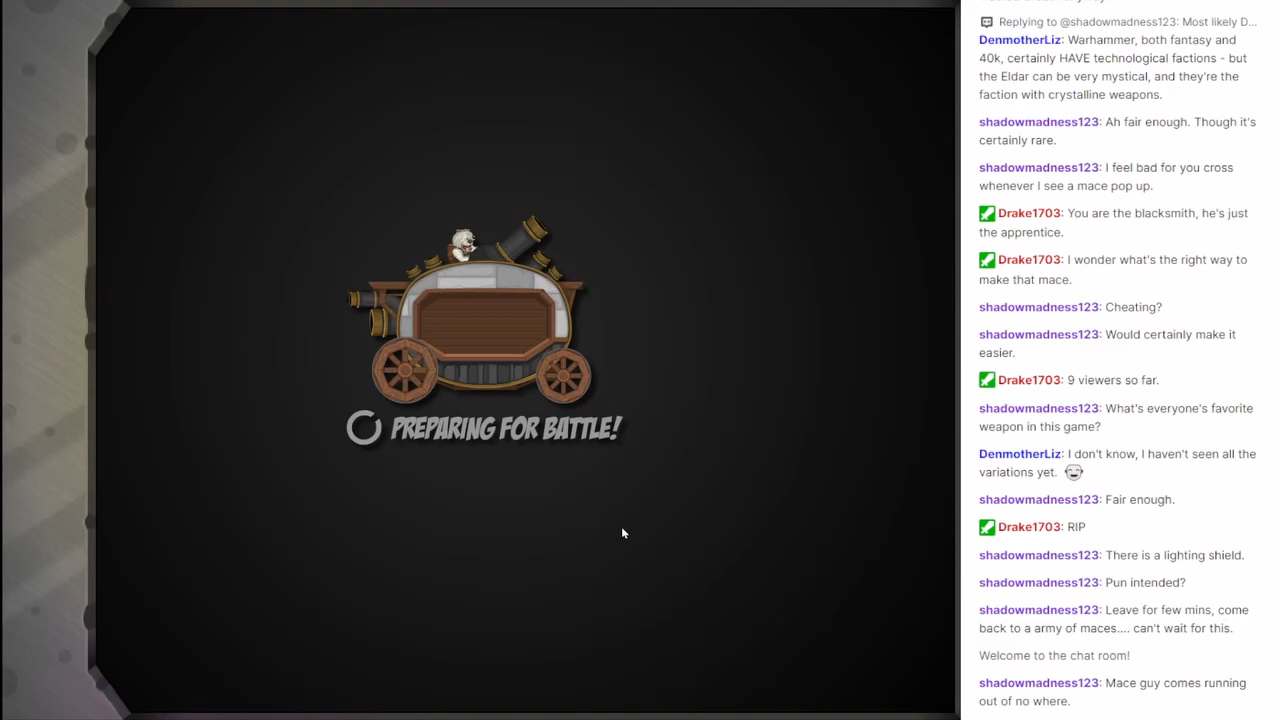 Replying to @shadowmadness123: Most likely D...
DenmotherLiz: Warhammer, both fantasy and
40k, certainly HAVE technological factions - but
the Eldar can be very mystical, and they're the
faction with crystalline weapons.
shadowmadness123: Ah fair enough. Though it's
certainly rare.
shadowmadness123: I feel bad for you cross
whenever I see a mace pop up.
Drake1703: You are the blacksmith, he's just
the apprentice.
Drake1703: I wonder what's the right way to
make that mace.
shadowmadness123: Cheating?
shadowmadness123: Would certainly make it
easier.
Drake1703: 9 viewers so far.
shadowmadness123: What's everyone's favorite
weapon in this game?
DenmotherLiz: I don't know, I haven't seen all the
variations yet.
shadowmadness123: Fair enough.
Drake1703: RIP
shadowmadness123: There is a lighting shield.
shadowmadness123: Pun intended?
shadowmadness123: Leave for few mins, come
back to a army of maces.... can't wait for this.
Welcome to the chat room!
shadowmadness123: Mace guy comes running
out of no where.
PREPARING FOR BATTLE!